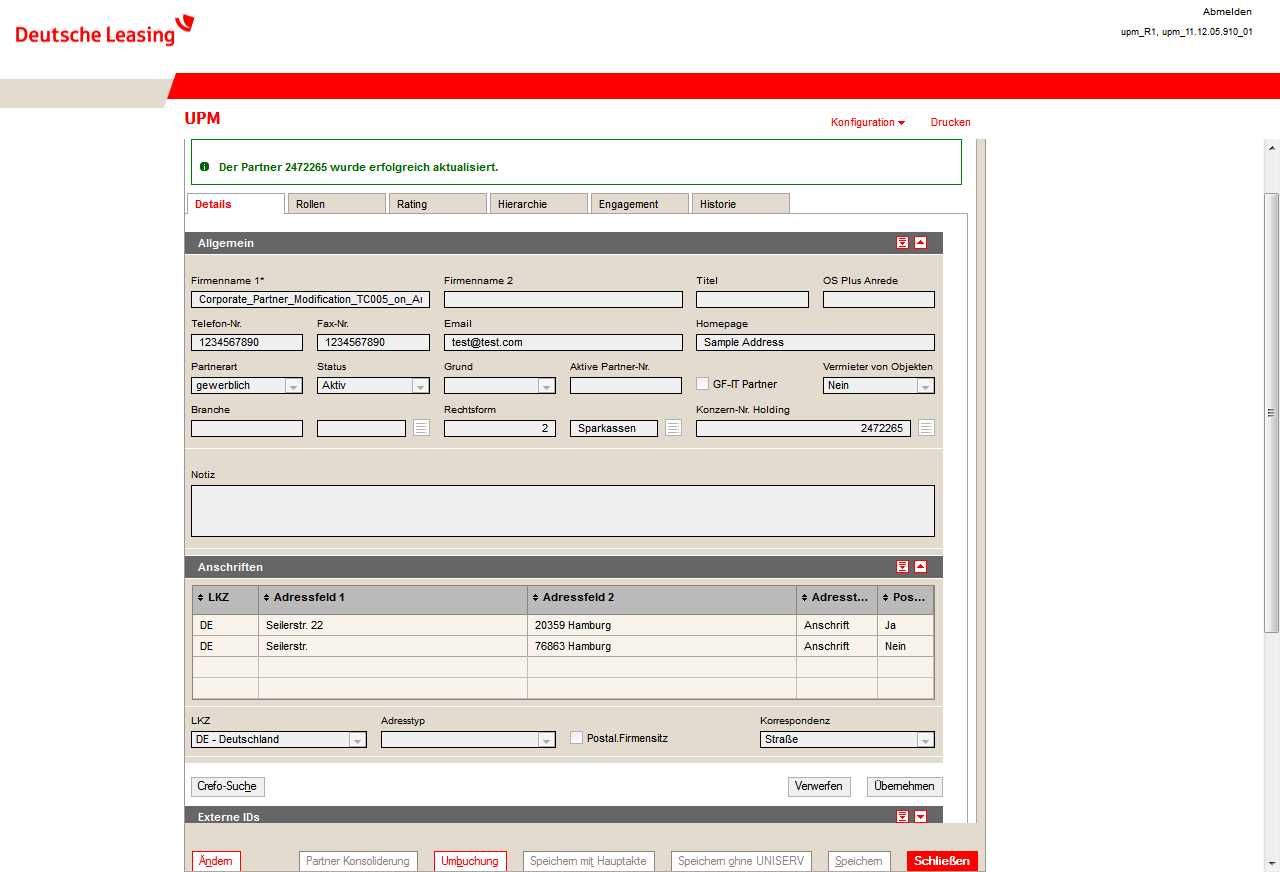 Abmelden
Deutsche Leasing
upm_R1, upm_11.12.05.910_01
UPM
Konfiguration
Drucken
Der Partner 2472265 wurde erfolgreich aktualisiert.
Details Rollen Rating Hierarchie Engagement Historie
Allgemein
Firmenname 1* Firmenname 2 Titel OS Plus Anrede
Corporate_Partner_Modification_TC005_on_
Telefon-Nr. Fax-Nr. Email Homepage
1234567890 1234567890 test@test.com Sample Address
Partnerart Status Grund Aktive Partner-Nr. Vermieter von Objekten
gewerblich Aktiv GF-IT Partner Nein
Branche Rechtsform Konzern-Nr. Holding
2 Sparkassen 2472265
Notiz
Anschriften
LKZ Adressfeld 1 Adressfeld 2 Adresst... Pos...
DE Seilerstr. 22 20359 Hamburg Anschrift Ja
DE Seilerstr. 76863 Hamburg Anschrift Nein
LKZ Adresstyp Korrespondenz
DE - Deutschland Postal.Firmensitz Straße
Crefo-Suche Verwerfen Übernehmen
Externe IDs
Ändern Partner Konsolidierung Umbuchung Speichern mit Hauptakte Speichern ohne UNISERV Speichern Schließen